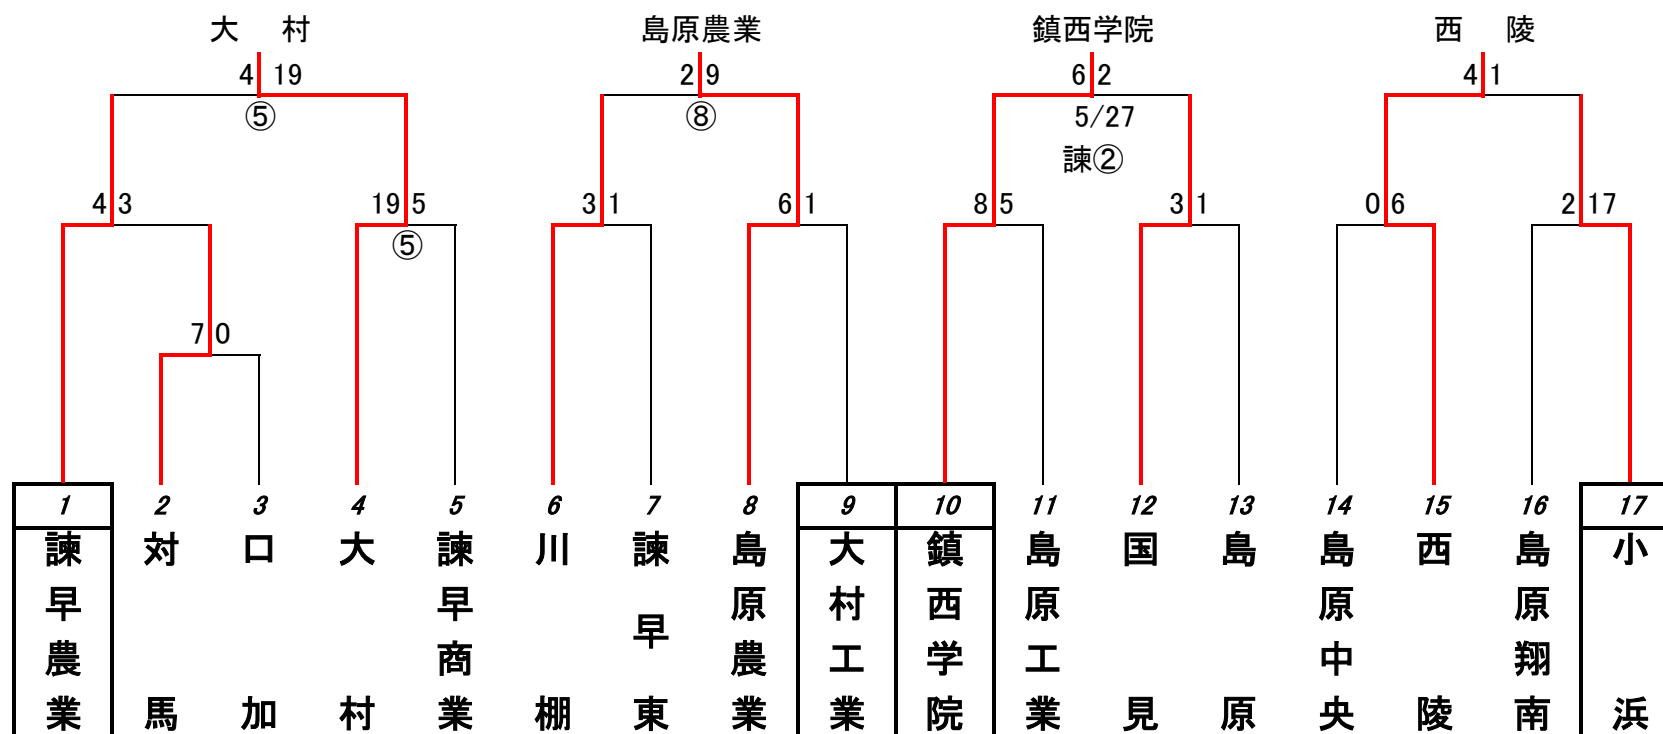 大　村　島原農業　鎮西学院　西　陵
4 19　2 9　6 2　4 1
⑤　⑧　5/27
諫②
4 3　19 5　3 1　6 1　8 5　3 1　0 6　2 17
⑤
7 0
1　2　3　4　5　6　7　8　9　10　11　12　13　14　15　16　17
諫早農業
対馬
口加
大村
諫早商業
川棚
諫早東
島原農業
大村工業
鎮西学院
島原工業
国見
島原
島原中央
西陵
島原翔南
小浜